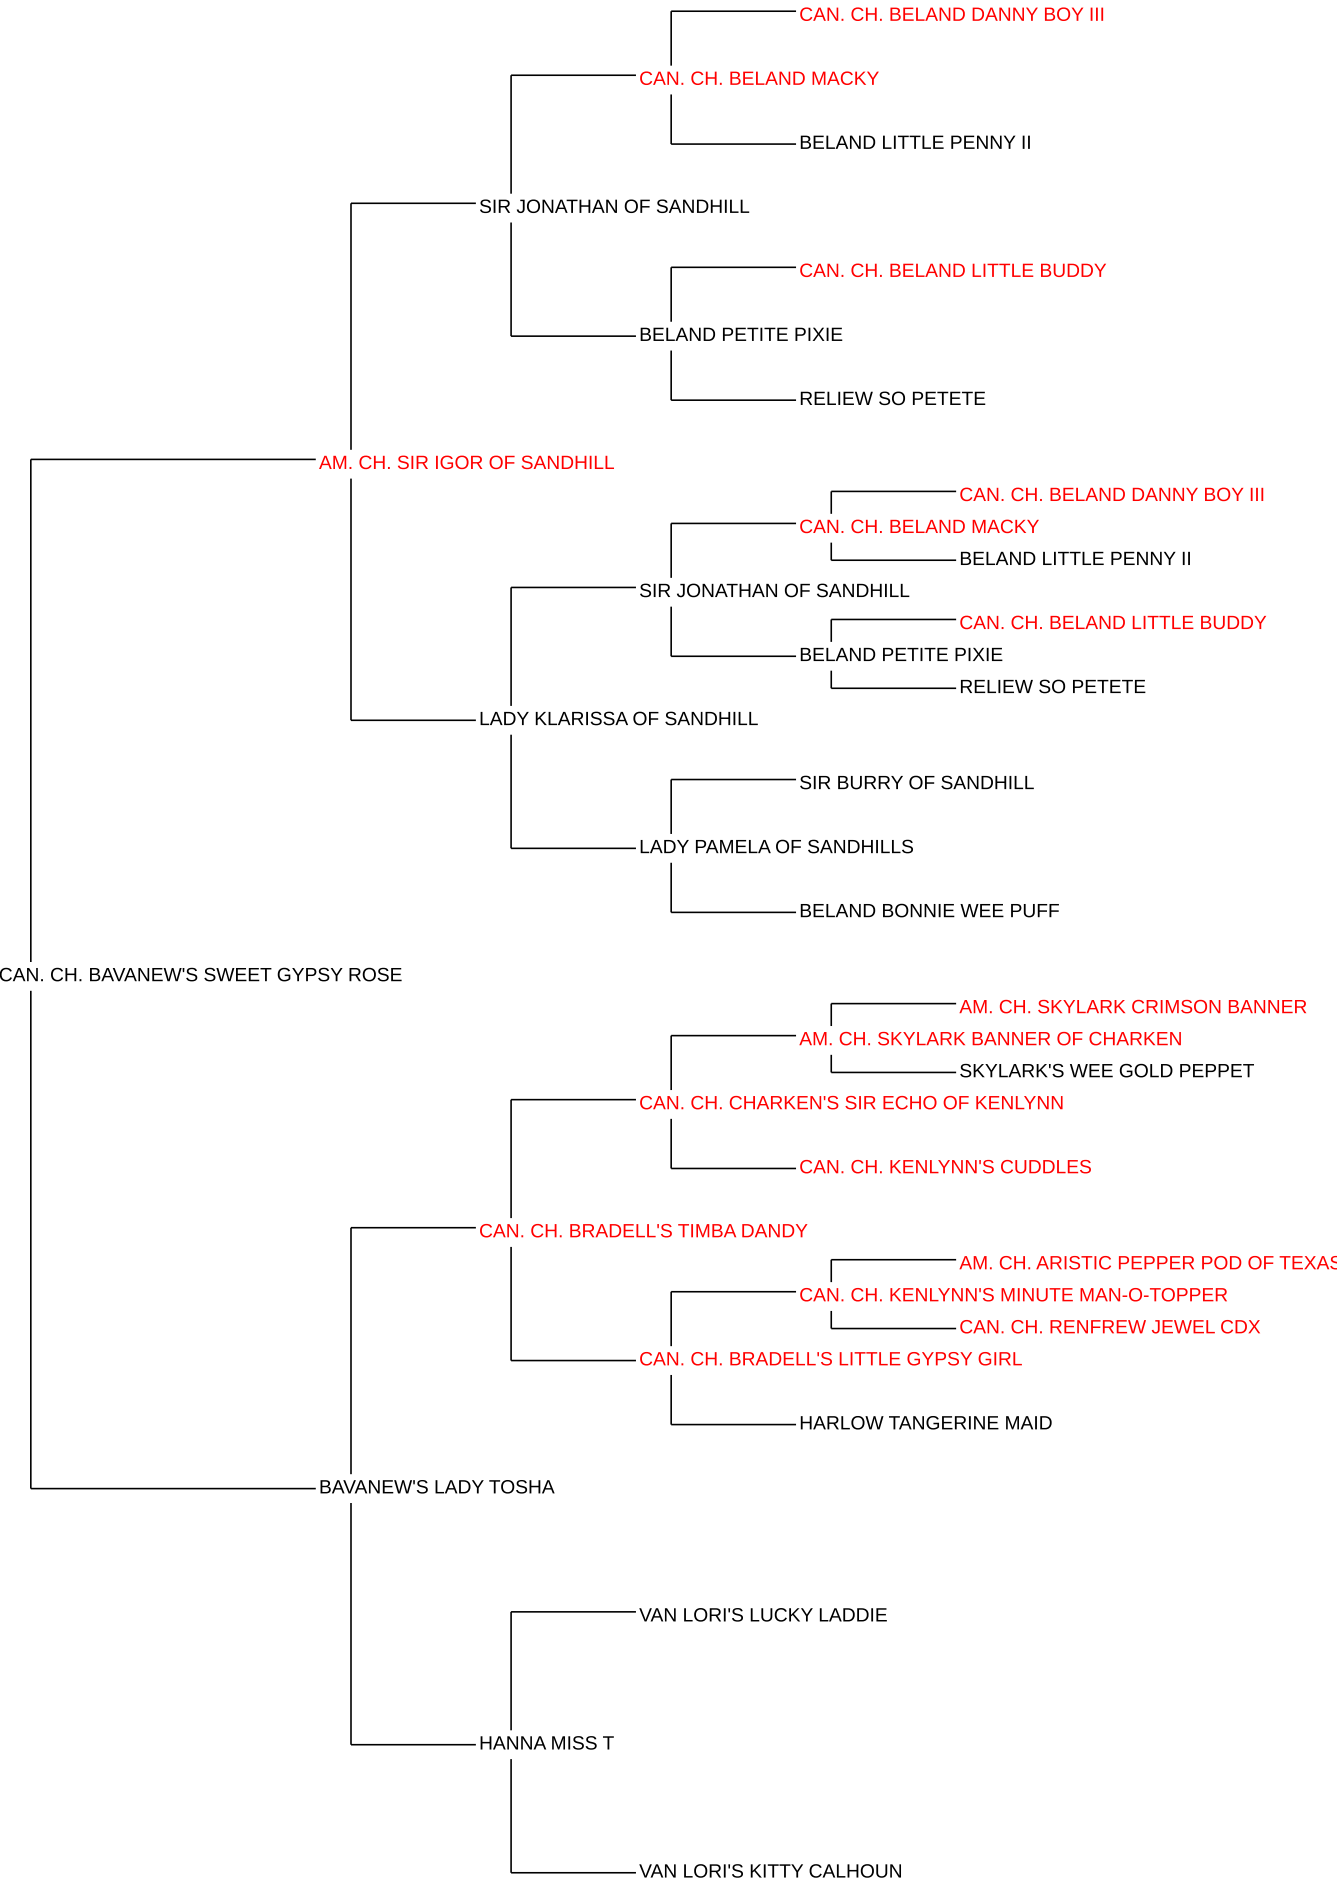 CAN. CH. BELAND DANNY BOY III
CAN. CH. BELAND MACKY
BELAND LITTLE PENNY II
SIR JONATHAN OF SANDHILL
CAN. CH. BELAND LITTLE BUDDY
BELAND PETITE PIXIE
RELIEW SO PETETE
AM. CH. SIR IGOR OF SANDHILL
CAN. CH. BELAND DANNY BOY III
CAN. CH. BELAND MACKY
BELAND LITTLE PENNY II
SIR JONATHAN OF SANDHILL
CAN. CH. BELAND LITTLE BUDDY
BELAND PETITE PIXIE
RELIEW SO PETETE
LADY KLARISSA OF SANDHILL
SIR BURRY OF SANDHILL
LADY PAMELA OF SANDHILLS
BELAND BONNIE WEE PUFF
CAN. CH. BAVANEW'S SWEET GYPSY ROSE
AM. CH. SKYLARK CRIMSON BANNER
AM. CH. SKYLARK BANNER OF CHARKEN
SKYLARK'S WEE GOLD PEPPET
CAN. CH. CHARKEN'S SIR ECHO OF KENLYNN
CAN. CH. KENLYNN'S CUDDLES
CAN. CH. BRADELL'S TIMBA DANDY
AM. CH. ARISTIC PEPPER POD OF TEXAS
CAN. CH. KENLYNN'S MINUTE MAN-O-TOPPER
CAN. CH. RENFREW JEWEL CDX
CAN. CH. BRADELL'S LITTLE GYPSY GIRL
HARLOW TANGERINE MAID
BAVANEW'S LADY TOSHA
VAN LORI'S LUCKY LADDIE
HANNA MISS T
VAN LORI'S KITTY CALHOUN